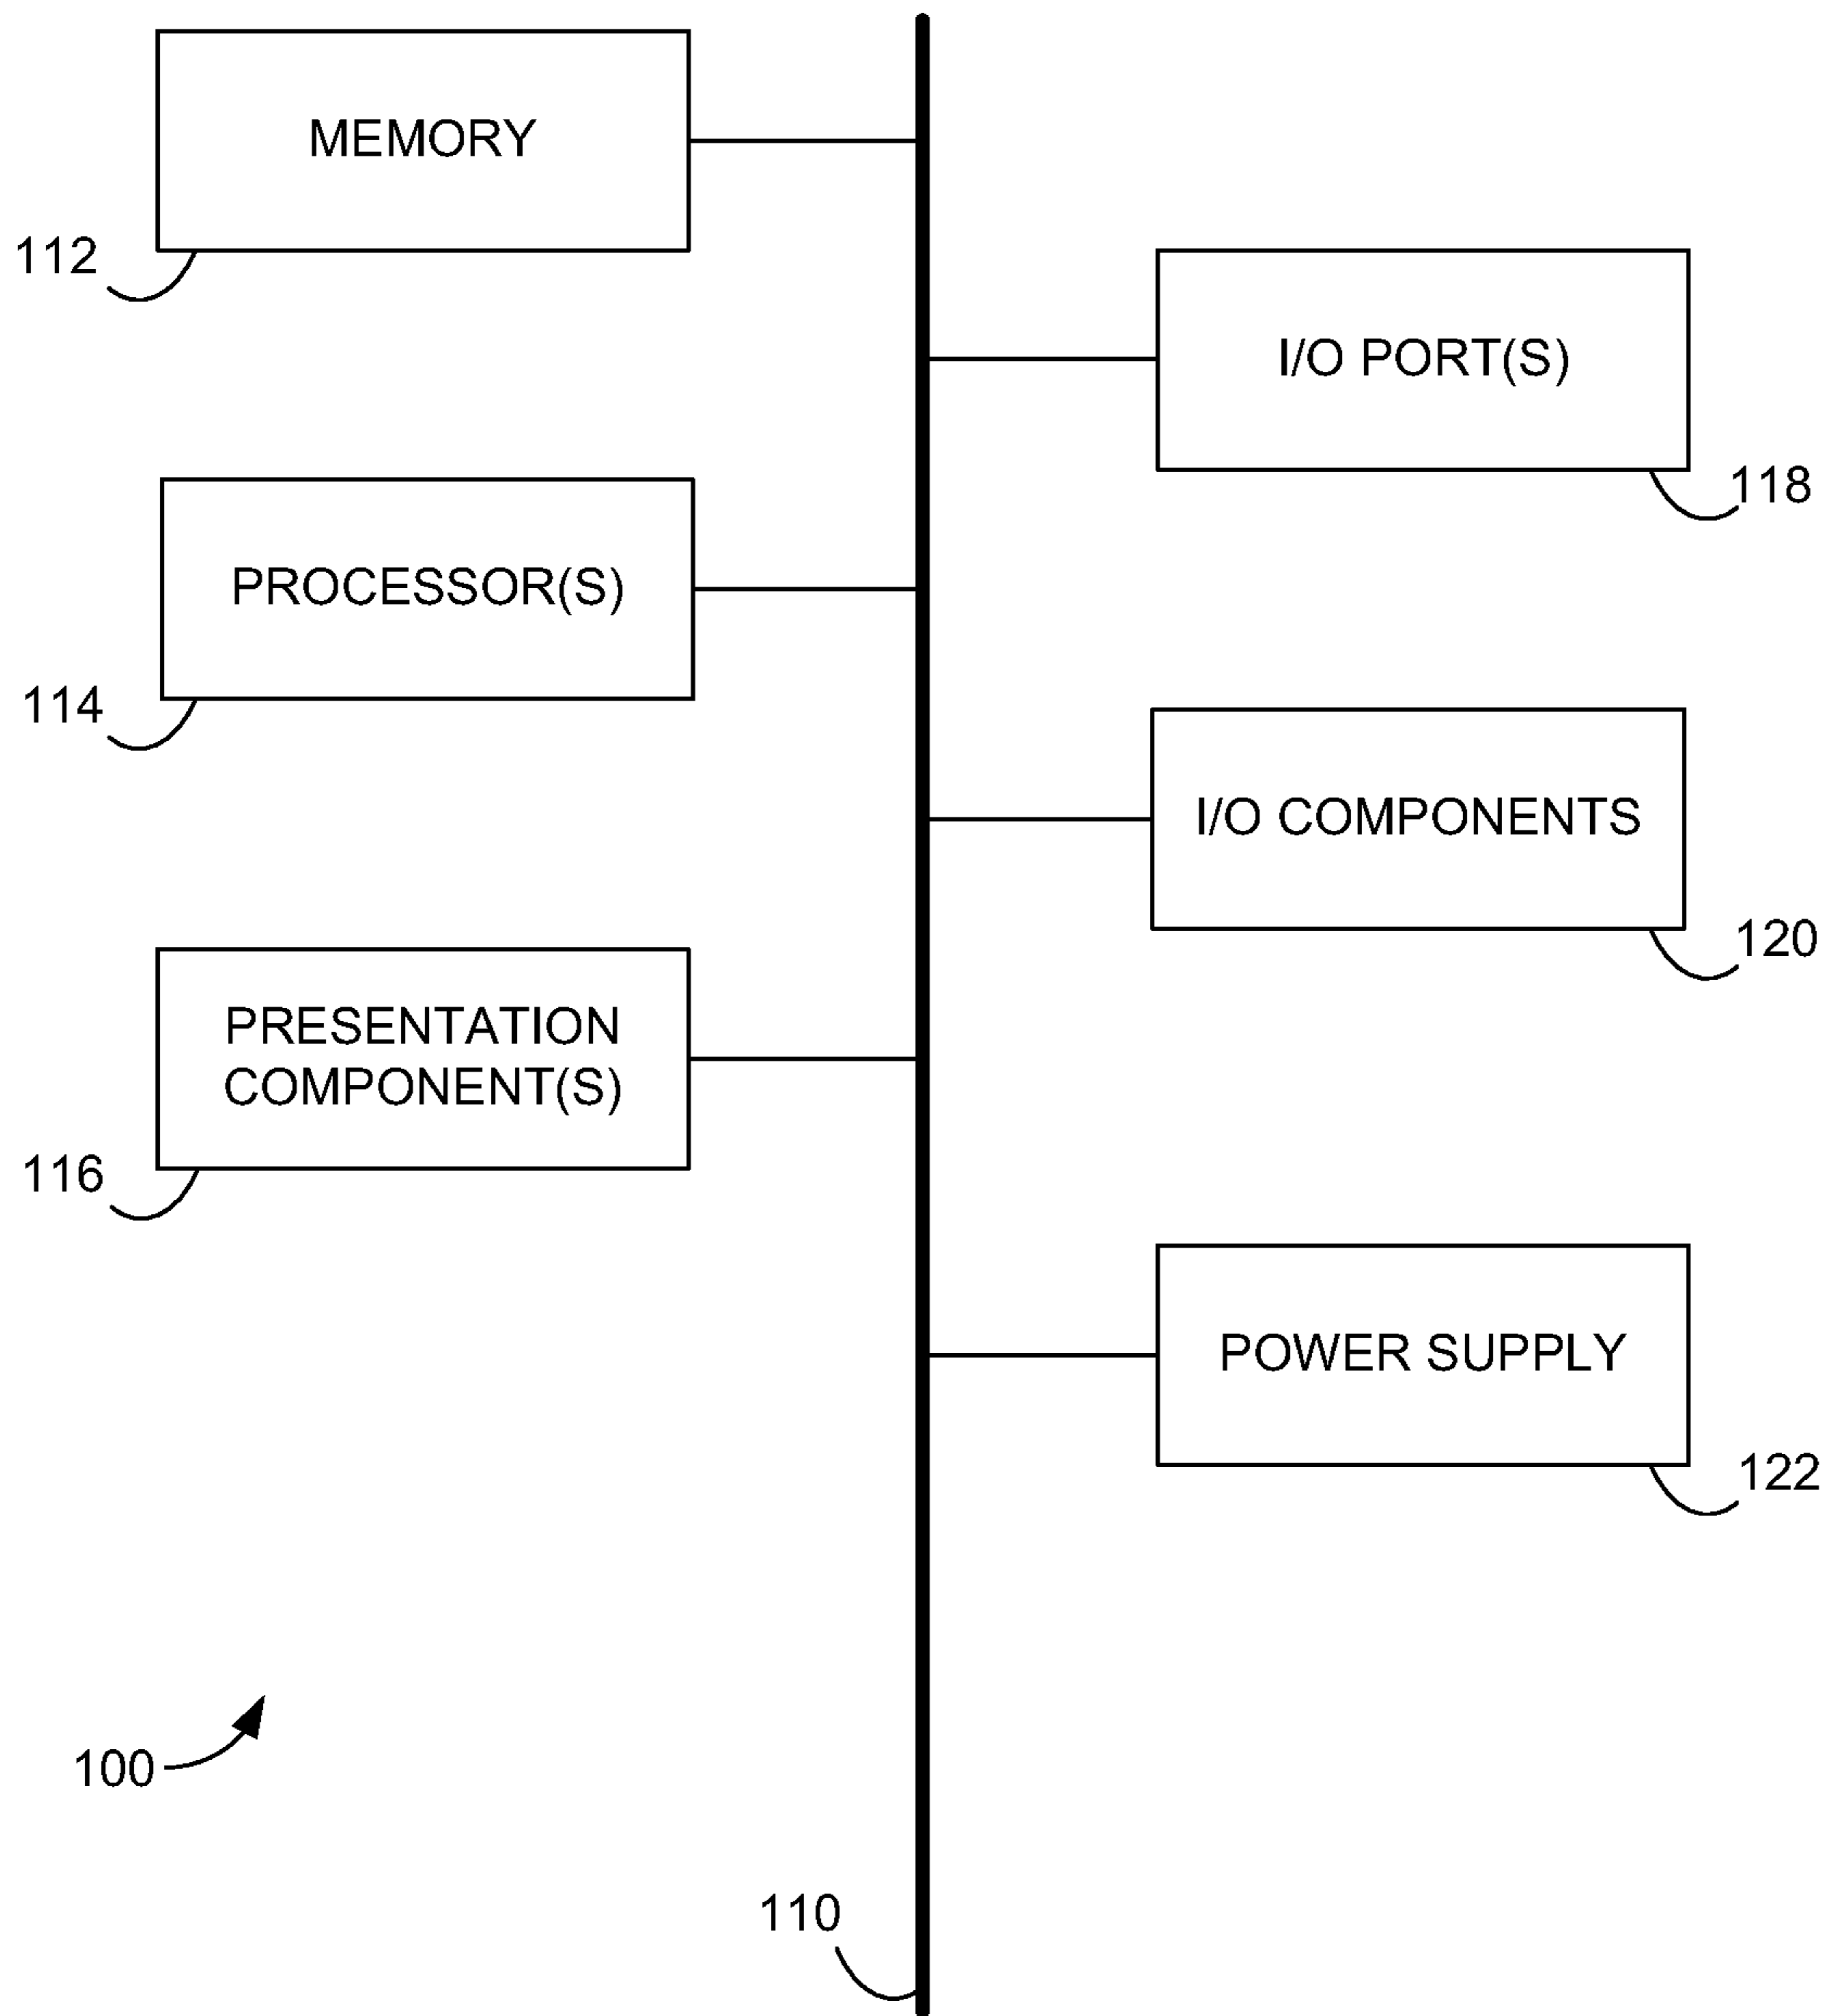 MEMORY
112
I/O PORT(S)
118
PROCESSOR(S)
114
I/O COMPONENTS
120
PRESENTATION
COMPONENT(S)
116
POWER SUPPLY
122
100
110